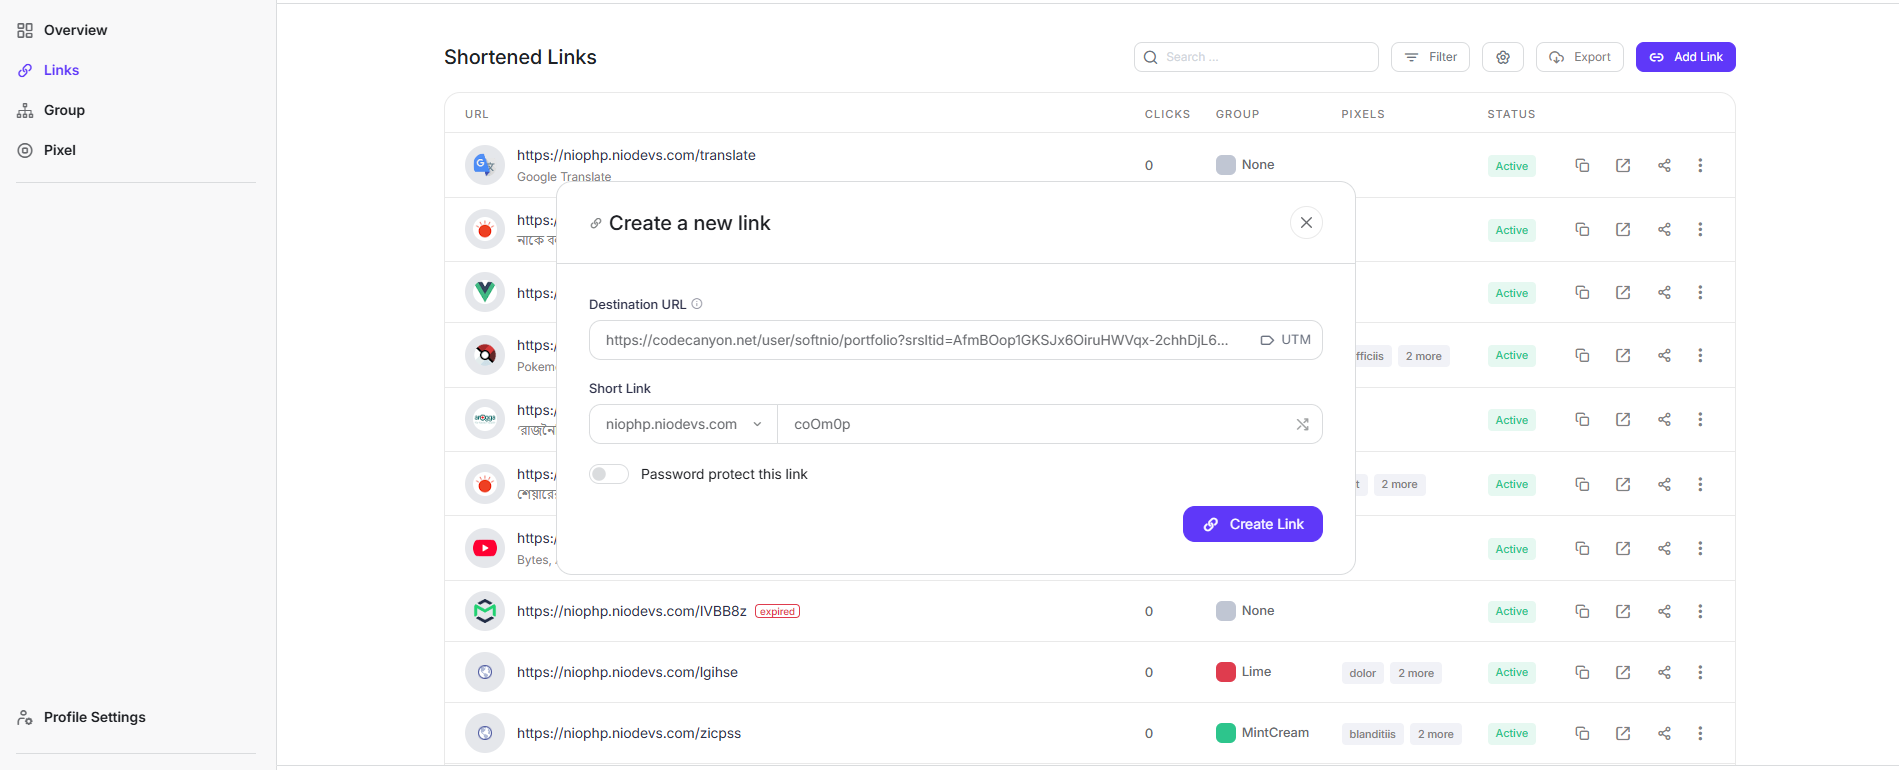 Overview
Links
Group
Pixel
Profile Settings
Shortened Links
Search ...
Filter
Export
Add Link
URL CLICKS GROUP PIXELS STATUS
https://niophp.niodevs.com/translate
Google Translate
0 None Active
https:/
নাকে
Active
https:/
Active
https:/
Pokem
fficiis 2 more Active
https:/
arogga
Active
https:/
শেয়ারের
t 2 more Active
https:/
Bytes,
Active
https://niophp.niodevs.com/IVBB8z expired 0 None Active
https://niophp.niodevs.com/lgihse 0 Lime dolor 2 more Active
https://niophp.niodevs.com/zicpss 0 MintCream blanditiis 2 more Active
Create a new link
Destination URL
https://codecanyon.net/user/softnio/portfolio?srsltid=AfmBOop1GKSJx6OiruHWVqx-2chhDjL6... UTM
Short Link
niophp.niodevs.com coOm0p
Password protect this link
Create Link